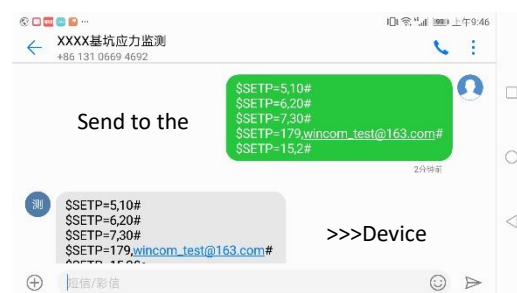 上午9:46
XXXX基坑应力监测
+86 131 0669 4692
$SETP=5,10#
$SETP=6,20#
$SETP=7,30#
$SETP=179,wincom_test@163.com#
$SETP=15,2#
Send to the
2分钟前
测
$SETP=5,10#
$SETP=6,20#
$SETP=7,30#
$SETP=179,wincom_test@163.com#
>>>Device
短信/彩信